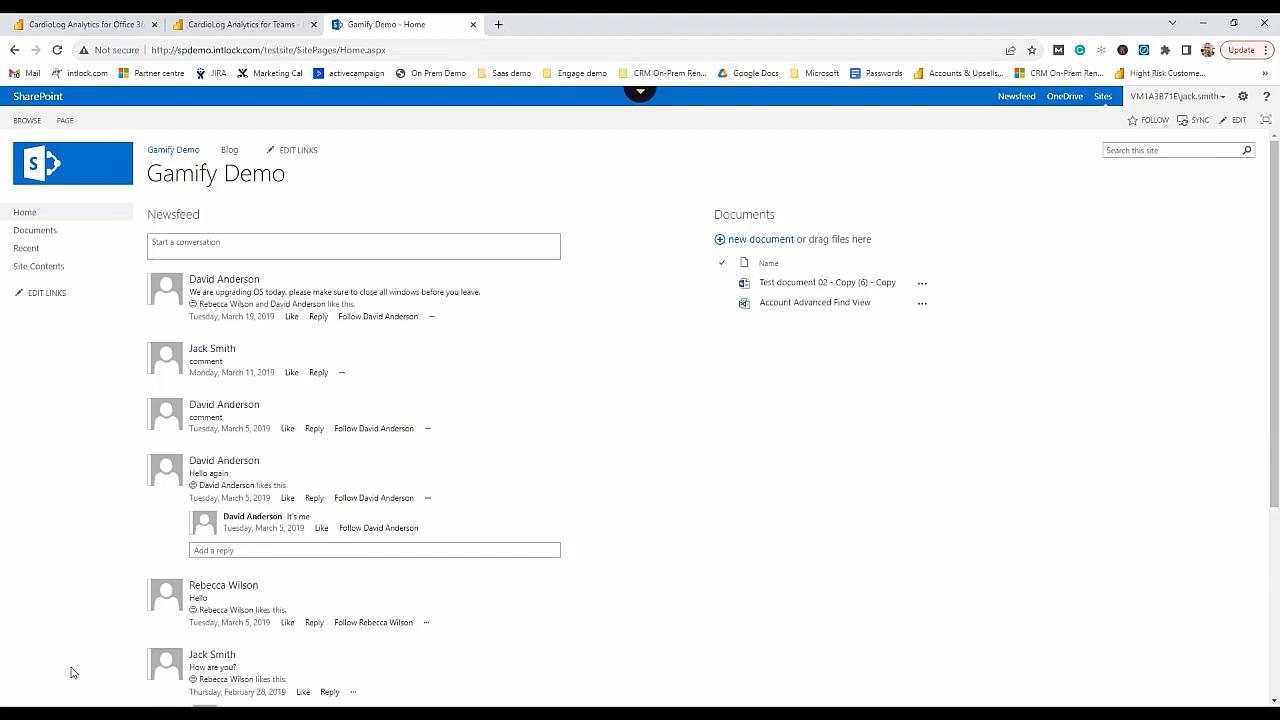 CardioLog Analytics for Office 36
CardioLog Analytics for Teams -
Gamify Demo - Home
Not secure
http://spdemo.intlock.com/testsite/SitePages/Home.aspx
Update
Mail
intlock.com
Partner centre
JIRA
Marketing Cal
activecampaign
On Prem Demo
Saas demo
Engage demo
CRM On-Prem Ren...
Google Docs
Microsoft
Passwords
Accounts & Upsells...
CRM On-Prem Ren...
Hight Risk Custome...
»
SharePoint
Newsfeed
OneDrive
Sites
VM1A3B71E\jack.smith
?
BROWSE
PAGE
FOLLOW
SYNC
EDIT
S
Gamify Demo
Blog
EDIT LINKS
Search this site
Gamify Demo
Home
Documents
Recent
Site Contents
EDIT LINKS
Newsfeed
Start a conversation
David Anderson
We are upgrading OS today, please make sure to close all windows before you leave.
Rebecca Wilson and David Anderson like this.
Tuesday, March 19, 2019 Like Reply Follow David Anderson ...
Jack Smith
comment
Monday, March 11, 2019 Like Reply ...
David Anderson
comment
Tuesday, March 5, 2019 Like Reply Follow David Anderson ...
David Anderson
Hello again
David Anderson likes this.
Tuesday, March 5, 2019 Like Reply Follow David Anderson ...
David Anderson It's me
Tuesday, March 5, 2019 Like Follow David Anderson
Add a reply
Rebecca Wilson
Hello
Rebecca Wilson likes this.
Tuesday, March 5, 2019 Like Reply Follow Rebecca Wilson ...
Jack Smith
How are you?
Rebecca Wilson likes this.
Thursday, February 28, 2019 Like Reply ...
Documents
new document or drag files here
Name
Test document 02 - Copy (6) - Copy ...
Account Advanced Find View ...